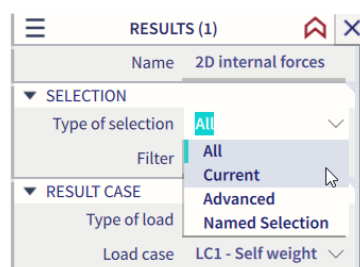 RESULTS (1)
Name 2D internal forces
SELECTION
Type of selection All
Filter All
Current
Advanced
RESULT CASE
Type of load Named Selection
Load case LC1 - Self weight